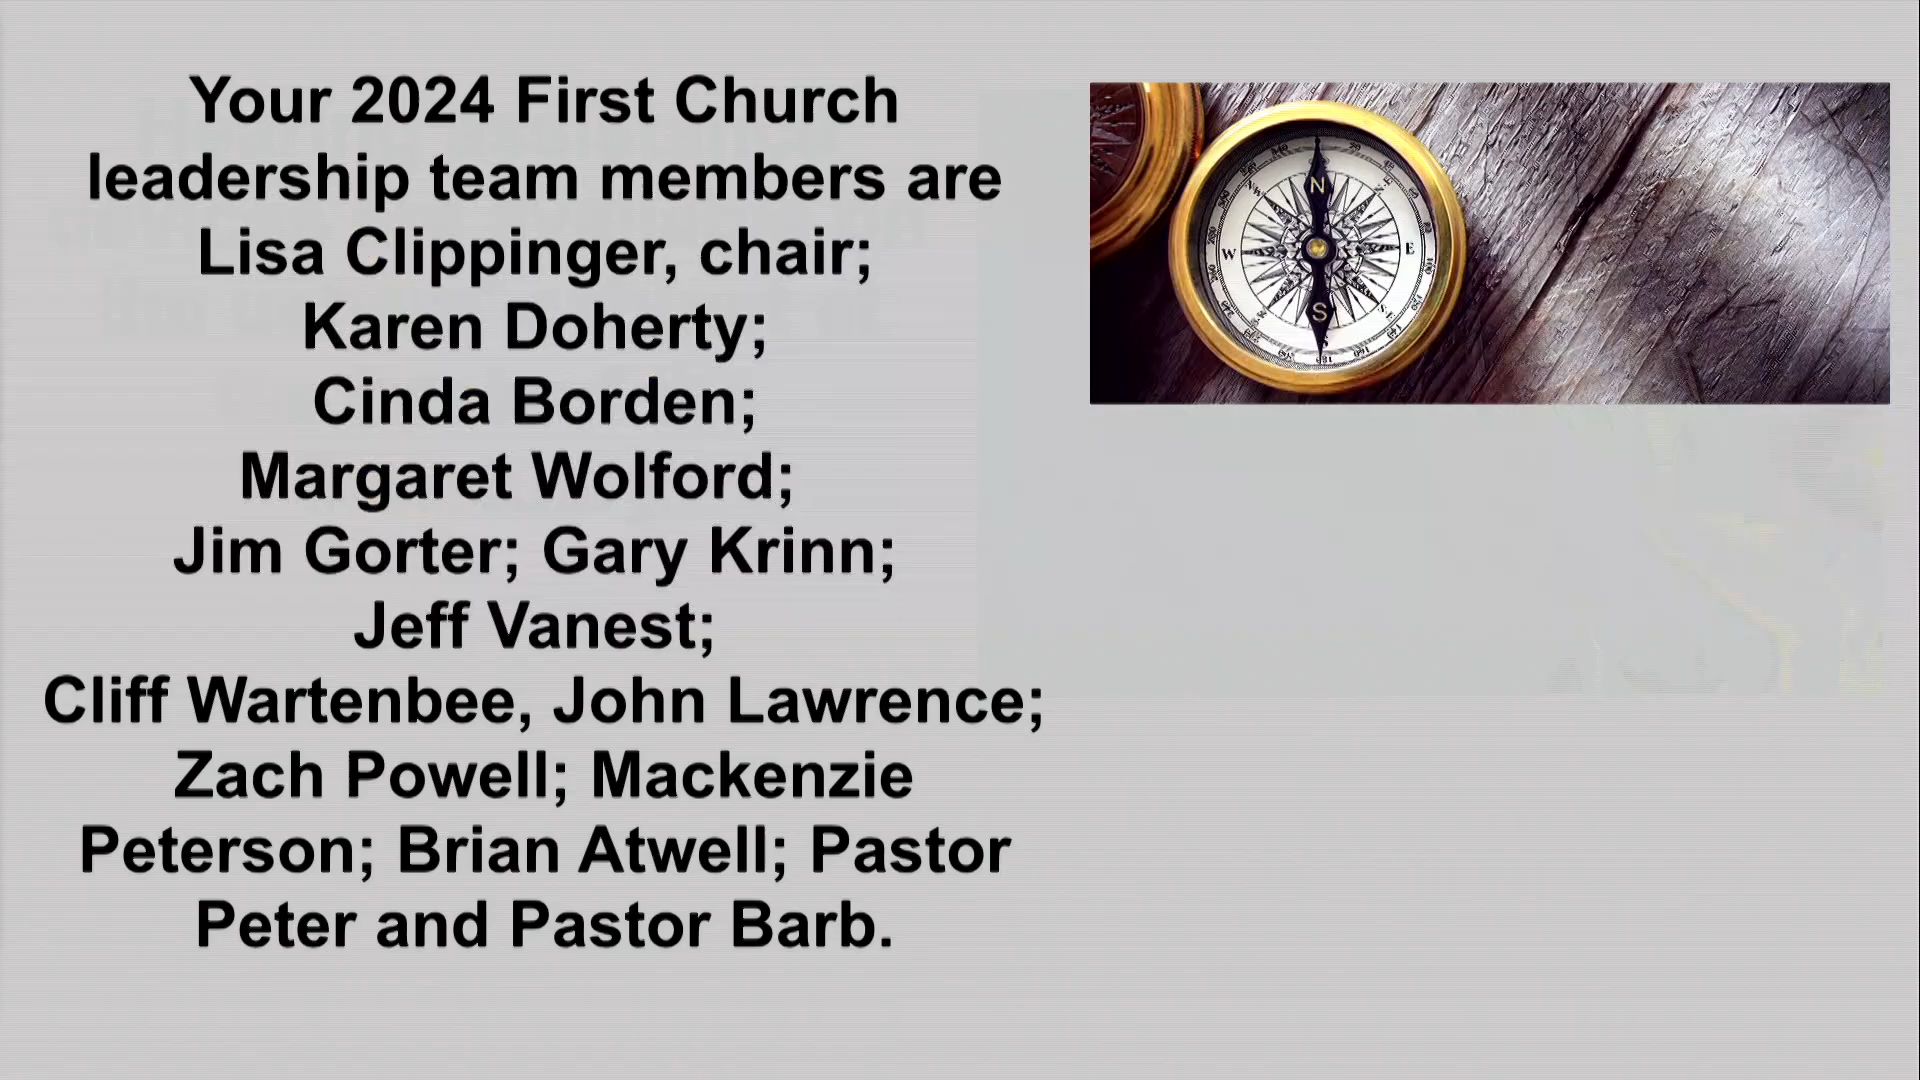 Your 2024 First Church
leadership team members are
Lisa Clippinger, chair;
Karen Doherty;
Cinda Borden;
Margaret Wolford;
Jim Gorter; Gary Krinn;
Jeff Vanest;
Cliff Wartenbee, John Lawrence;
Zach Powell; Mackenzie
Peterson; Brian Atwell; Pastor
Peter and Pastor Barb.
N
W
E
S